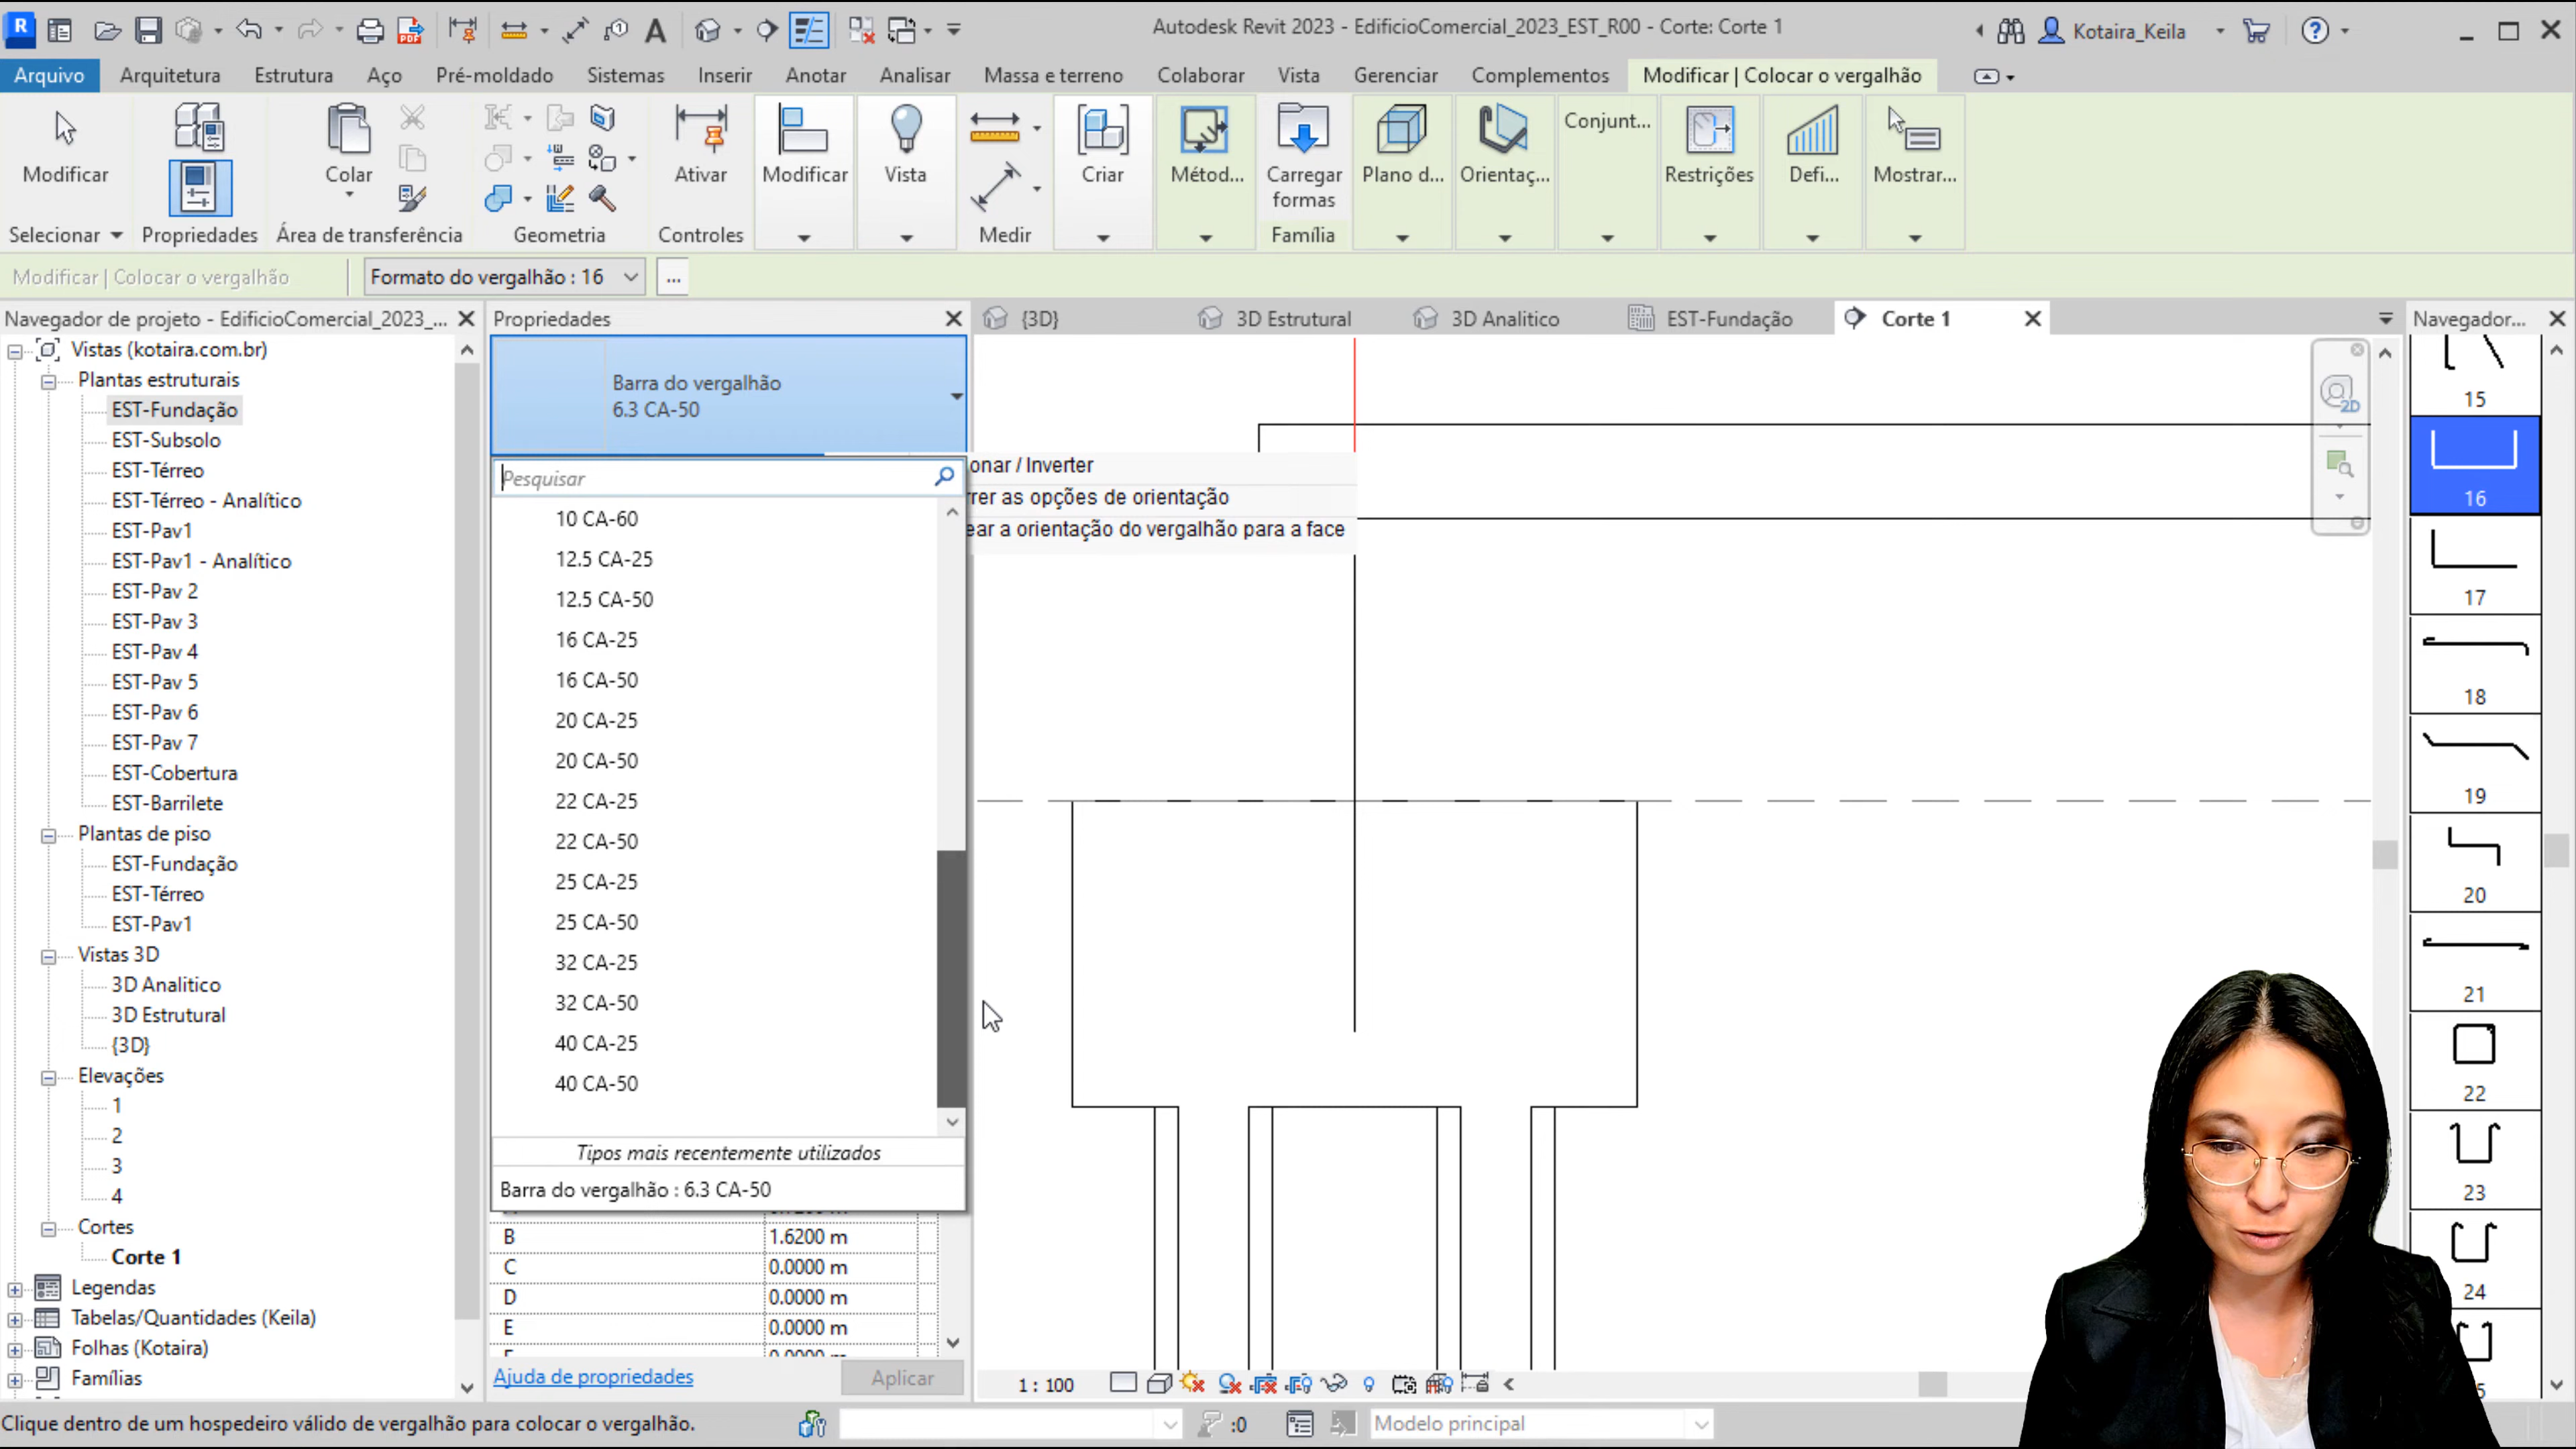 Autodesk Revit 2023 - EdificioComercial_2023_EST_R00 - Corte: Corte 1
Kotaira_Keila
Arquivo Arquitetura Estrutura Aço Pré-moldado Sistemas Inserir Anotar Analisar Massa e terreno Colaborar Vista Gerenciar Complementos Modificar | Colocar o vergalhão
Modificar Colar Ativar Modificar Vista Criar Métod... Carregar formas Plano d... Orientaç... Conjunt... Restrições Defi... Mostrar...
Selecionar Propriedades Área de transferência Geometria Controles Medir Família
Modificar | Colocar o vergalhão Formato do vergalhão : 16 ...
Navegador de projeto - EdificioComercial_2023_...
Vistas (kotaira.com.br)
Plantas estruturais
EST-Fundação
EST-Subsolo
EST-Térreo
EST-Térreo - Analítico
EST-Pav1
EST-Pav1 - Analítico
EST-Pav 2
EST-Pav 3
EST-Pav 4
EST-Pav 5
EST-Pav 6
EST-Pav 7
EST-Cobertura
EST-Barrilete
Plantas de piso
EST-Fundação
EST-Térreo
EST-Pav1
Vistas 3D
3D Analitico
3D Estrutural
{3D}
Elevações
1
2
3
4
Cortes
Corte 1
Legendas
Tabelas/Quantidades (Keila)
Folhas (Kotaira)
Famílias
Propriedades
Barra do vergalhão
6.3 CA-50
Pesquisar
10 CA-60
12.5 CA-25
12.5 CA-50
16 CA-25
16 CA-50
20 CA-25
20 CA-50
22 CA-25
22 CA-50
25 CA-25
25 CA-50
32 CA-25
32 CA-50
40 CA-25
40 CA-50
Tipos mais recentemente utilizados
Barra do vergalhão : 6.3 CA-50
B 1.6200 m
C 0.0000 m
D 0.0000 m
E 0.0000 m
Ajuda de propriedades Aplicar
{3D} 3D Estrutural 3D Analitico EST-Fundação Corte 1
onar / Inverter
rer as opções de orientação
ear a orientação do vergalhão para a face
2D
1 : 100
Navegador...
15
16
17
18
19
20
21
22
23
24
Clique dentro de um hospedeiro válido de vergalhão para colocar o vergalhão.
:0
Modelo principal